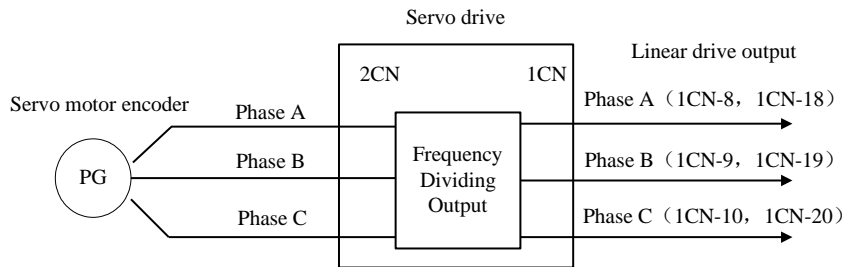 Servo drive
Linear drive output
2CN
1CN
Servo motor encoder
Phase A
Phase A（1CN-8，1CN-18）
PG
Phase B
Frequency
Dividing
Output
Phase B（1CN-9，1CN-19）
Phase C
Phase C（1CN-10，1CN-20）